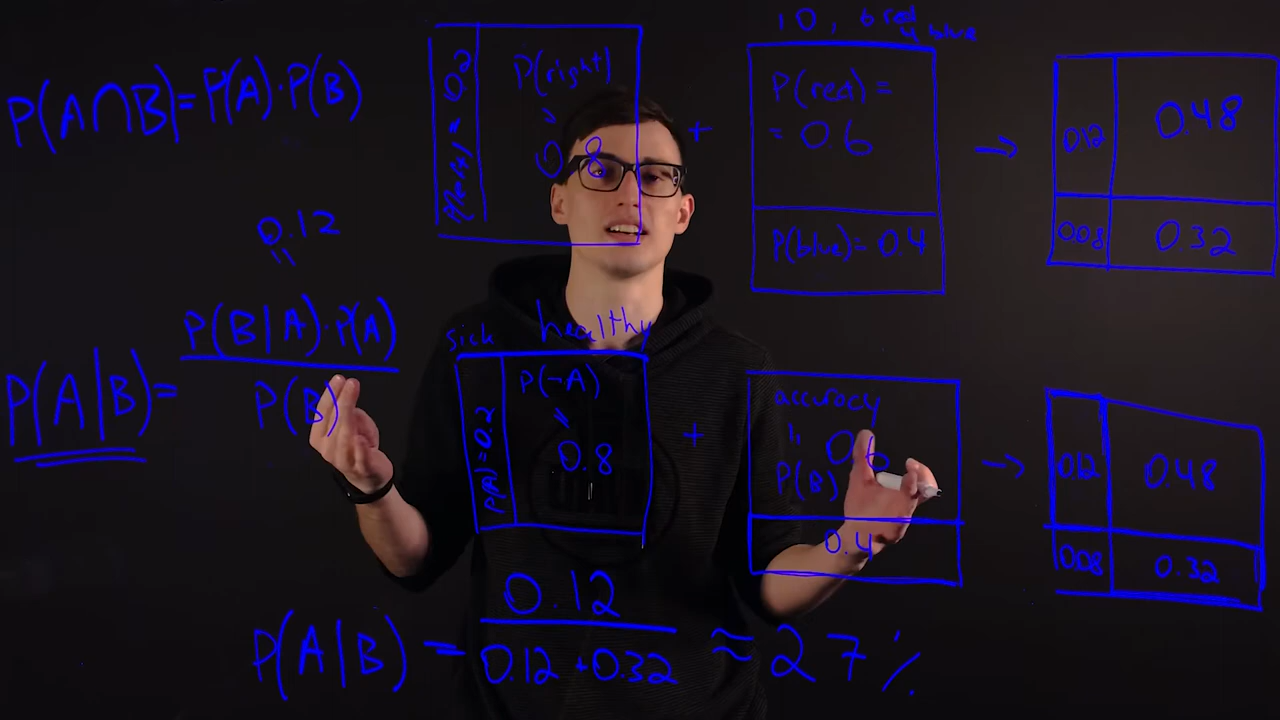 P(A∩B)=P(A)·P(B)
0.12
"
P(A|B)=
P(B|A)·P(A)
P(B)
0.2
P(right)
"
0.8
+
10, 6 red
4 blue
P(red)=
= 0.6
P(blue)=0.4
→
0.12
0.48
0.08
0.32
sick healthy
P(A)=0.2
P(¬A)
"
0.8
+
accuracy
"
0.6
P(B)
0.4
→
0.12
0.48
0.08
0.32
P(A|B) = 0.12
0.12+0.32
≈ 27%